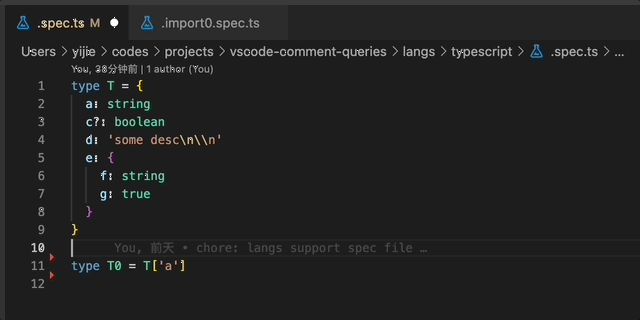 .spec.ts M
.import0.spec.ts
Users > yijie > codes > projects > vscode-comment-queries > langs > typescript > .spec.ts > ...
You, 28分钟前 | 1 author (You)
1 type T = {
2 a: string
3 c?: boolean
4 d: 'some desc\n\\n'
5 e: {
6 f: string
7 g: true
8 }
9 }
10 You, 前天 • chore: langs support spec file …
11 type T0 = T['a']
12